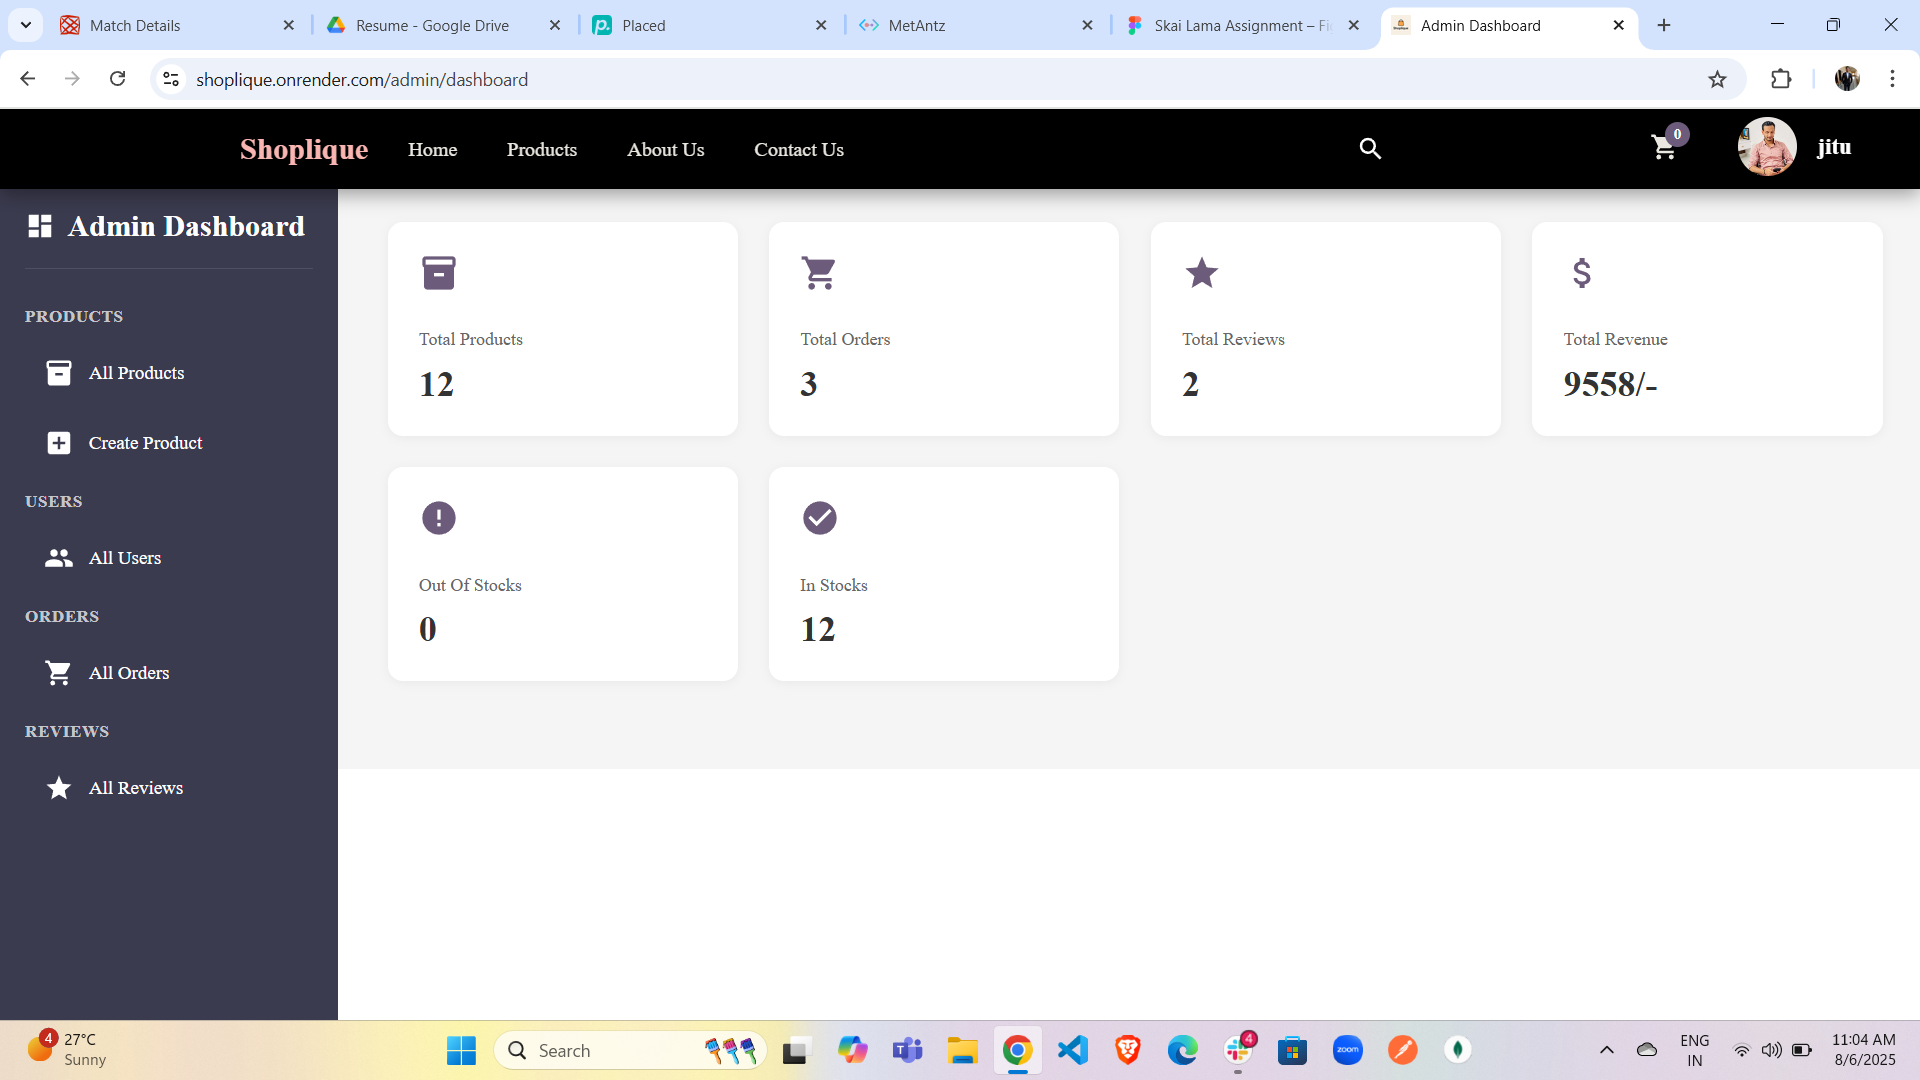 Match Details
Resume - Google Drive
Placed
MetAntz
Skai Lama Assignment – Fi
Admin Dashboard
shoplique.onrender.com/admin/dashboard
Shoplique
Home
Products
About Us
Contact Us
0
jitu
Admin Dashboard
PRODUCTS
All Products
Create Product
USERS
All Users
ORDERS
All Orders
REVIEWS
All Reviews
Total Products
12
Total Orders
3
Total Reviews
2
Total Revenue
9558/-
Out Of Stocks
0
In Stocks
12
4
27°C
Sunny
Search
4
zoom
ENG
IN
11:04 AM
8/6/2025